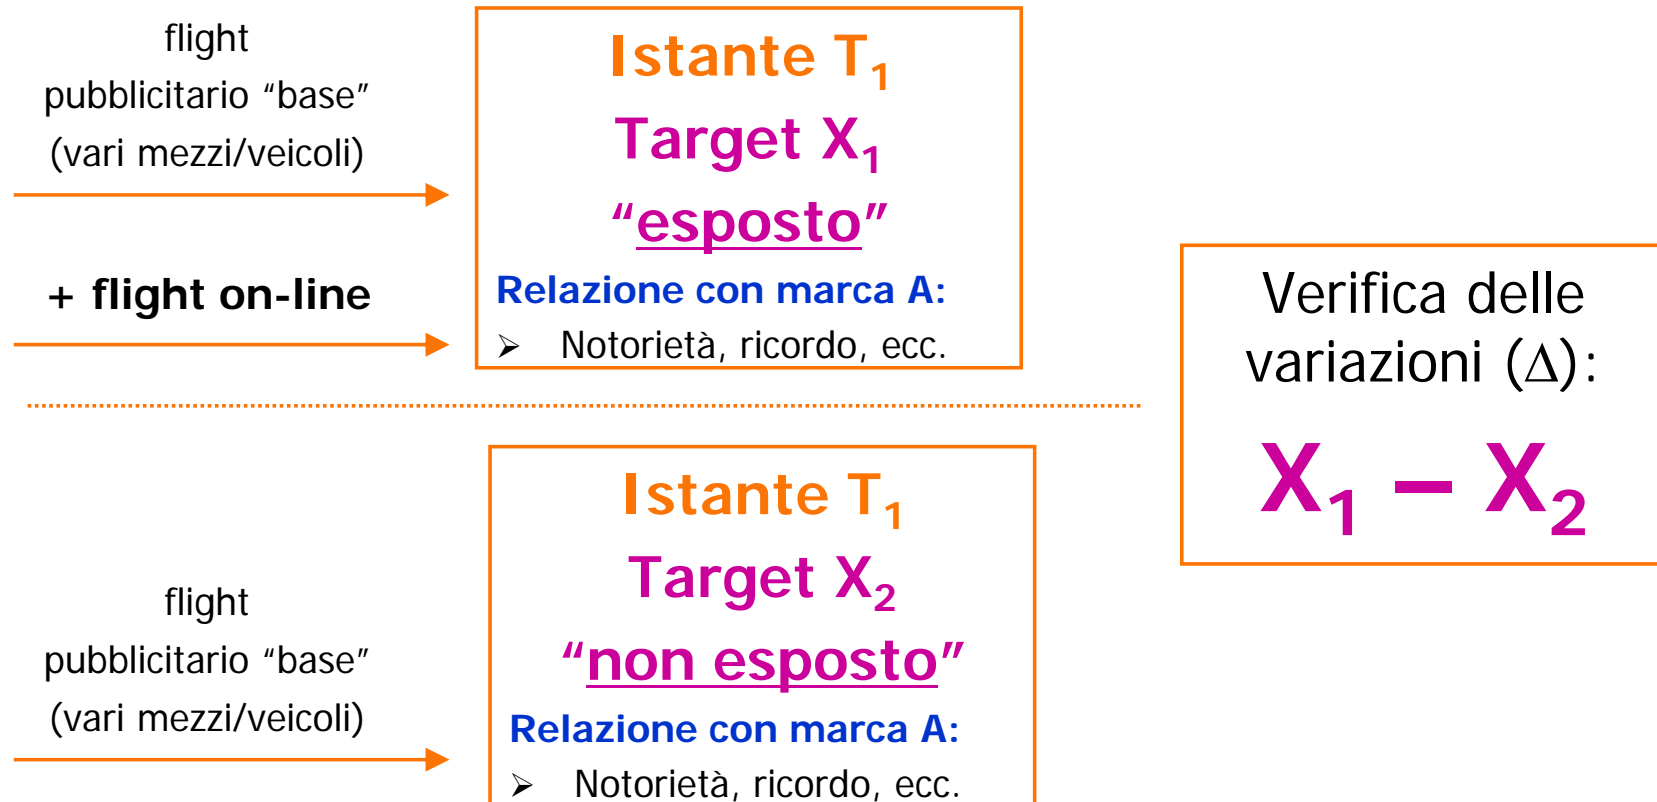 flight
pubblicitario “base”
(vari mezzi/veicoli)
+ flight on-line
Istante T1
Target X1
“esposto”
Relazione con marca A:
➢ Notorietà, ricordo, ecc.
flight
pubblicitario “base”
(vari mezzi/veicoli)
Istante T1
Target X2
“non esposto”
Relazione con marca A:
➢ Notorietà, ricordo, ecc.
Verifica delle
variazioni (Δ):
X1 – X2